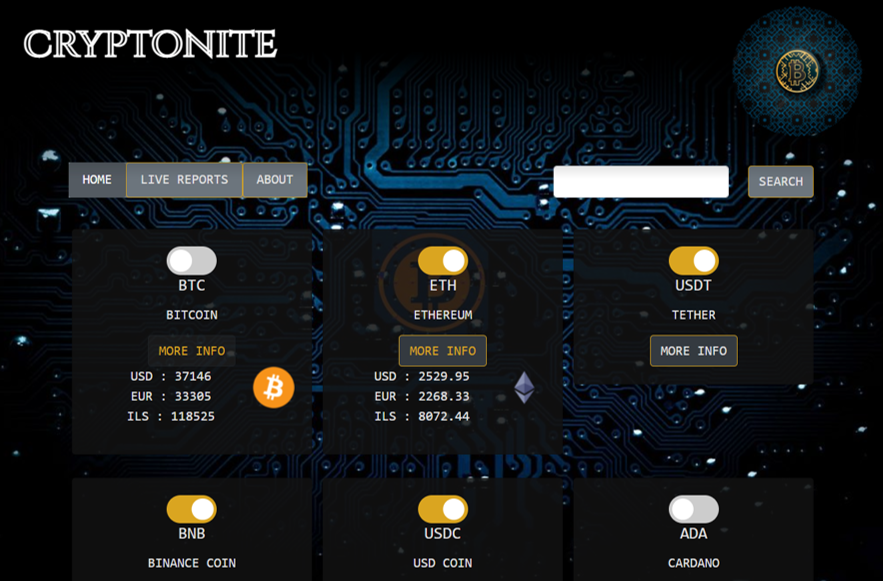 CRYPTONITE
HOME LIVE REPORTS ABOUT SEARCH
BTC ETH USDT
BITCOIN ETHEREUM TETHER
MORE INFO MORE INFO MORE INFO
USD : 37146 USD : 2529.95
EUR : 33305 EUR : 2268.33
ILS : 118525 ILS : 8072.44
BNB USDC ADA
BINANCE COIN USD COIN CARDANO